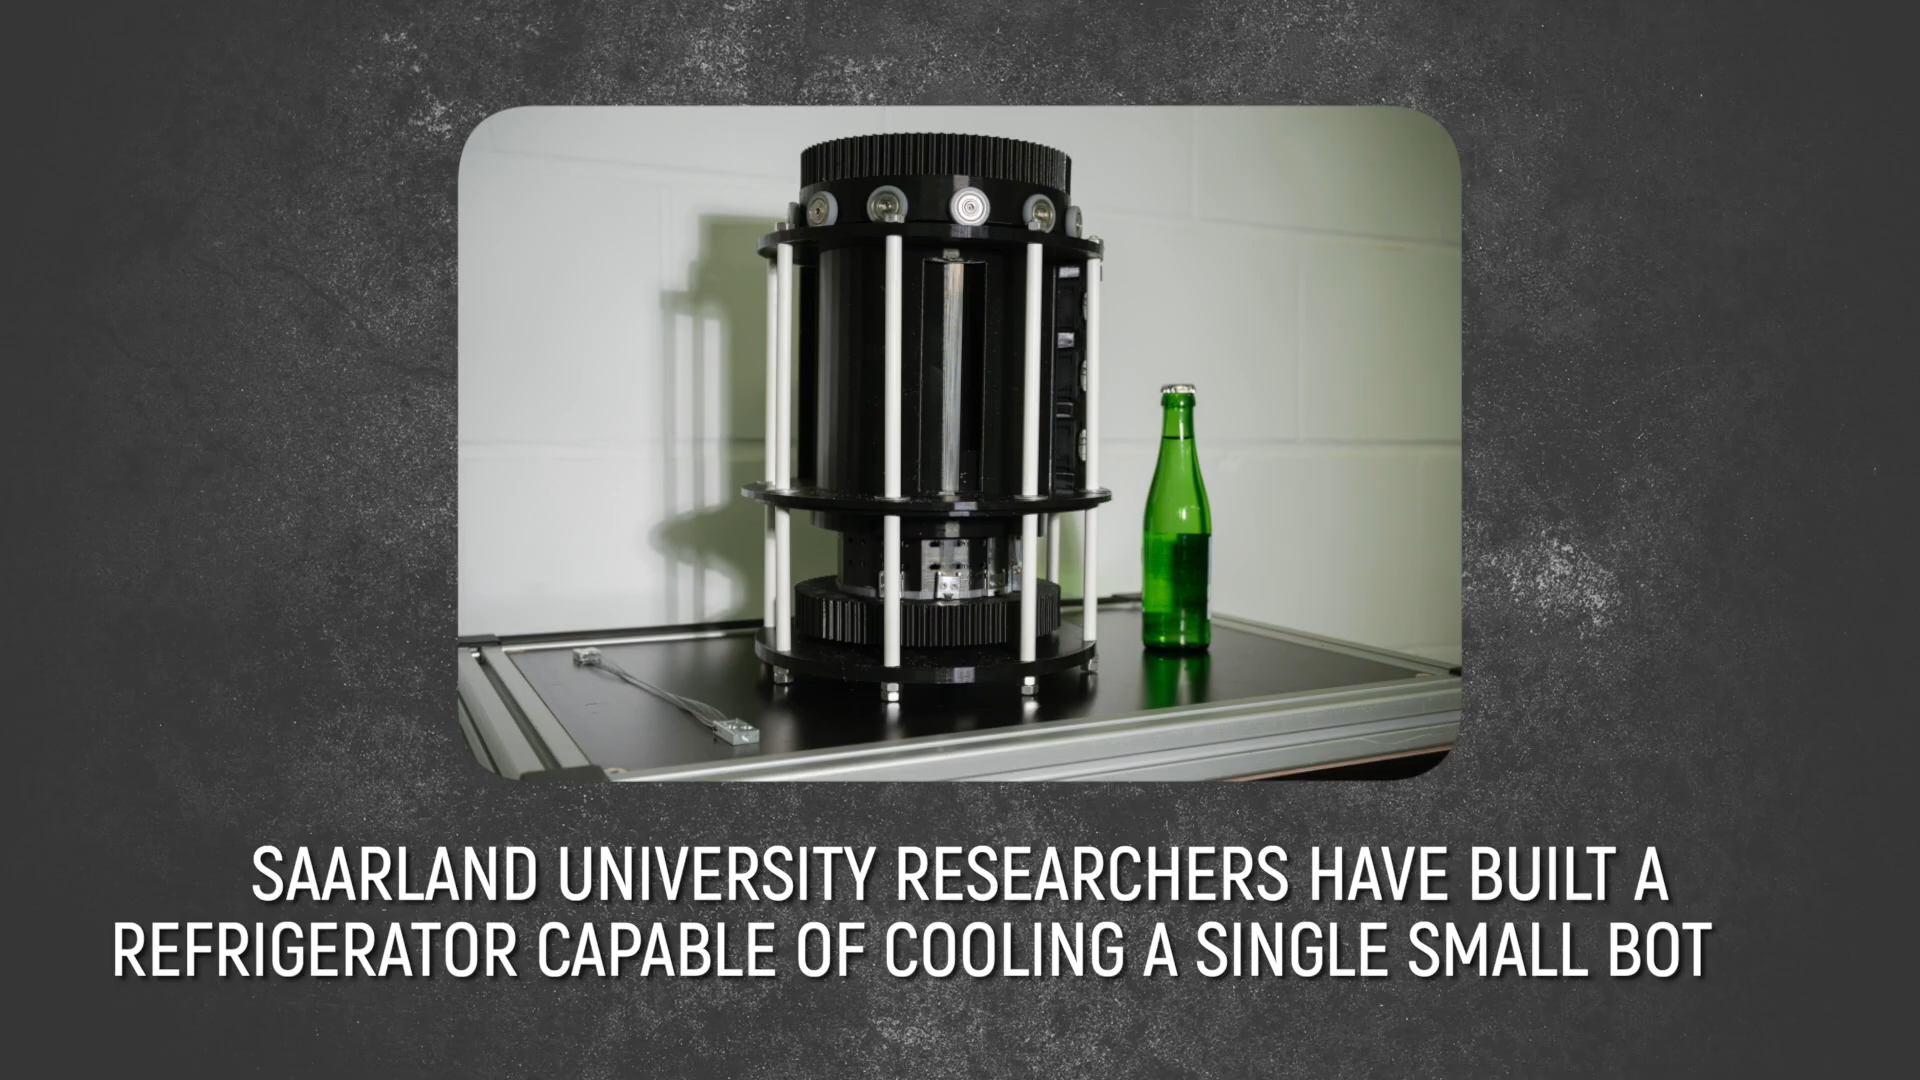 SAARLAND UNIVERSITY RESEARCHERS HAVE BUILT A
REFRIGERATOR CAPABLE OF COOLING A SINGLE SMALL BOT